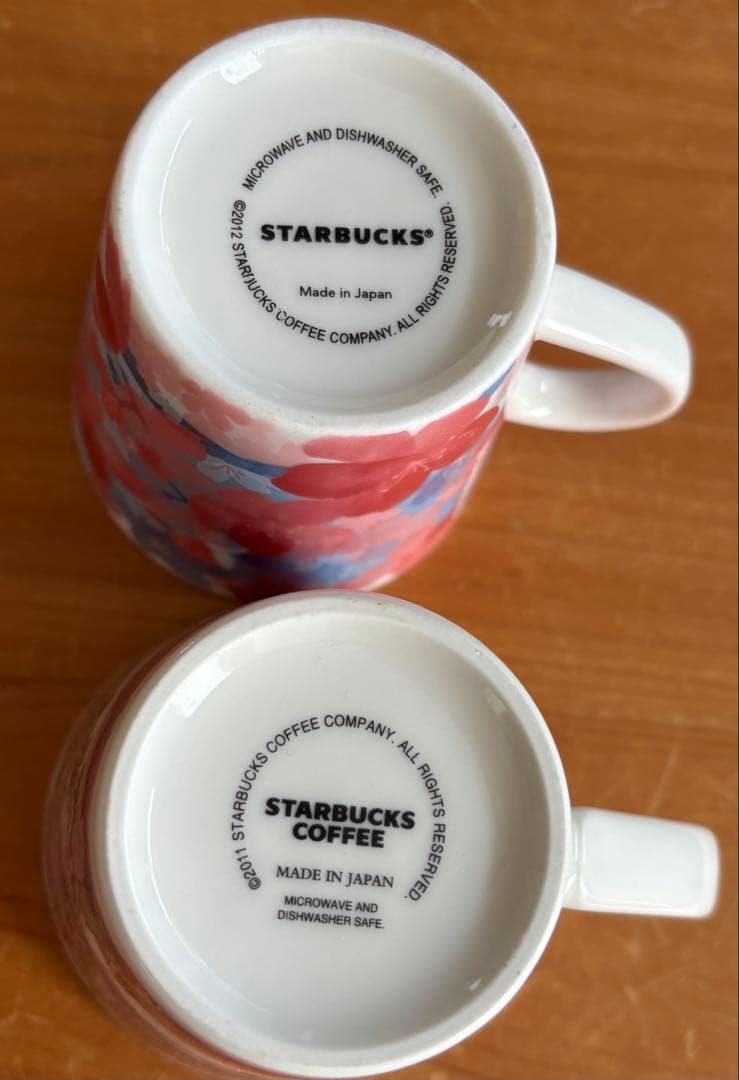 MICROWAVE AND DISHWASHER SAFE.
©2012 STARBUCKS COFFEE COMPANY. ALL RIGHTS RESERVED.
STARBUCKS®
Made in Japan
©2011 STARBUCKS COFFEE COMPANY. ALL RIGHTS RESERVED.
STARBUCKS
COFFEE
MADE IN JAPAN
MICROWAVE AND
DISHWASHER SAFE.